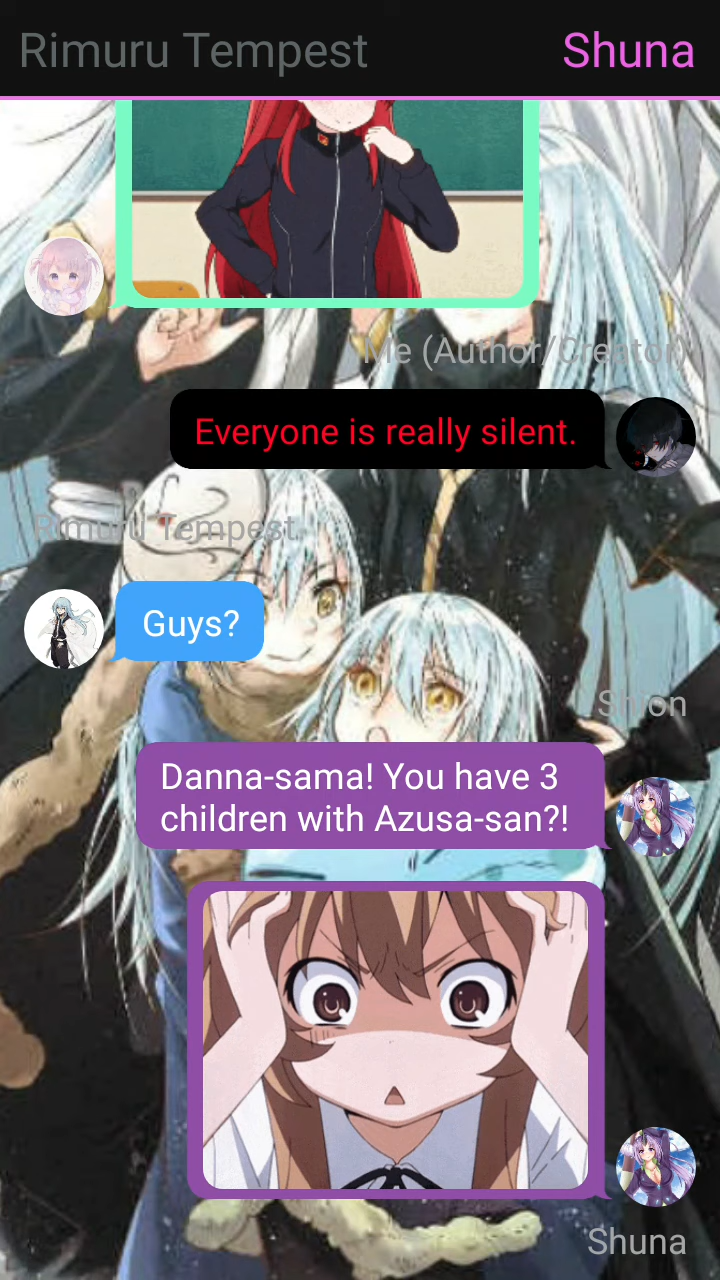 Rimuru Tempest
Shuna
Me (Author/Creator)
Everyone is really silent.
Rimuru Tempest
Guys?
Shion
Danna-sama! You have 3
children with Azusa-san?!
Shuna